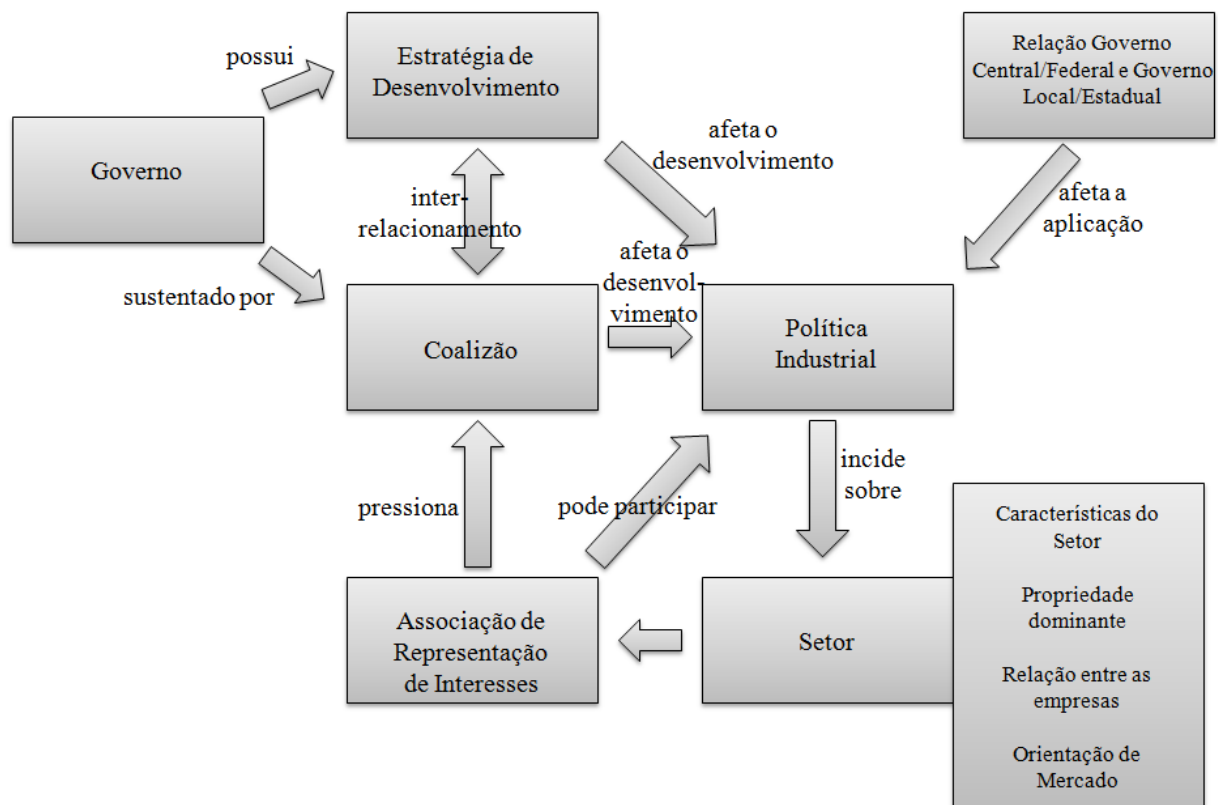 possui
Estratégia de
Desenvolvimento
Relação Governo
Central/Federal e Governo
Local/Estadual
Governo
afeta o
desenvolvimento
inter-
relacionamento
afeta a
aplicação
sustentado por
afeta o
desenvol-
vimento
Coalizão
Política
Industrial
pressiona
pode participar
incide
sobre
Associação de
Representação
de Interesses
Setor
Características do
Setor
Propriedade
dominante
Relação entre as
empresas
Orientação de
Mercado